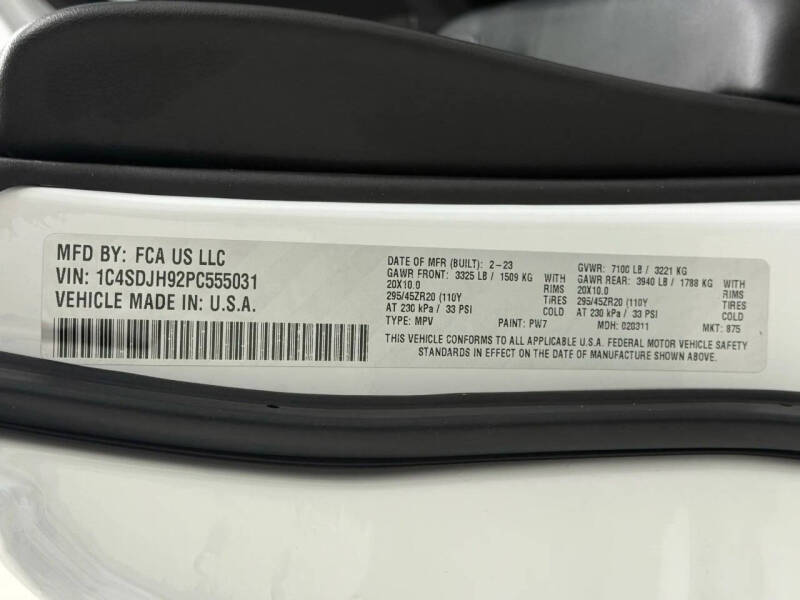 MFD BY: FCA US LLC
VIN: 1C4SDJH92PC555031
VEHICLE MADE IN: U.S.A.
DATE OF MFR (BUILT): 2-23
GAWR FRONT: 3325 LB / 1509 KG WITH
20X10.0 RIMS
295/45ZR20 (110Y TIRES
AT 230 kPa / 33 PSI COLD
TYPE: MPV PAINT: PW7
GVWR: 7100 LB / 3221 KG
GAWR REAR: 3940 LB / 1788 KG WITH
20X10.0 RIMS
295/45ZR20 (110Y TIRES
AT 230 kPa / 33 PSI COLD
MDH: 020311 MKT: 875
THIS VEHICLE CONFORMS TO ALL APPLICABLE U.S.A. FEDERAL MOTOR VEHICLE SAFETY
STANDARDS IN EFFECT ON THE DATE OF MANUFACTURE SHOWN ABOVE.